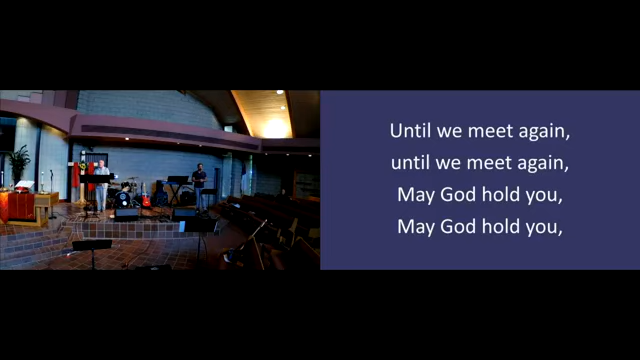 Until we meet again,
until we meet again,
May God hold you,
May God hold you,